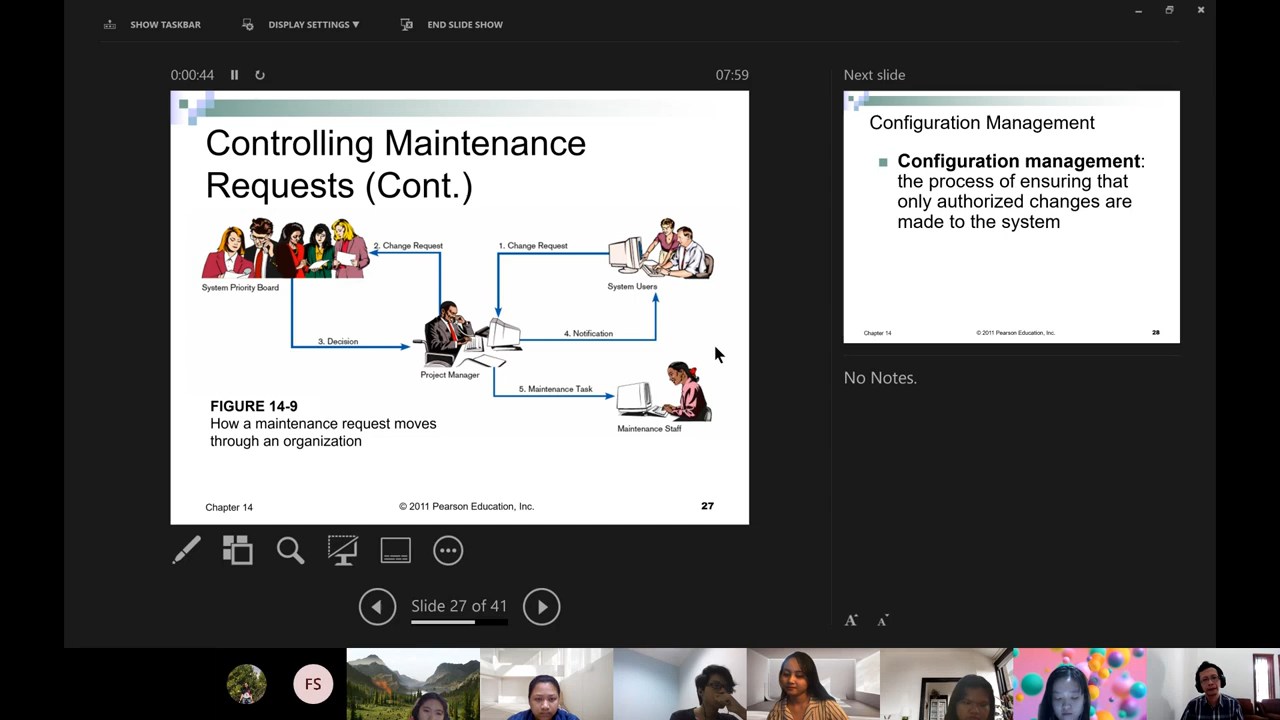 SHOW TASKBAR
DISPLAY SETTINGS ▼
END SLIDE SHOW
0:00:44
07:59
Controlling Maintenance
Requests (Cont.)
2. Change Request
1. Change Request
System Priority Board
System Users
3. Decision
4. Notification
Project Manager
5. Maintenance Task
Maintenance Staff
FIGURE 14-9
How a maintenance request moves
through an organization
Chapter 14
© 2011 Pearson Education, Inc.
27
Slide 27 of 41
Next slide
Configuration Management
Configuration management:
the process of ensuring that
only authorized changes are
made to the system
Chapter 14
© 2011 Pearson Education, Inc.
28
No Notes.
A A
FS